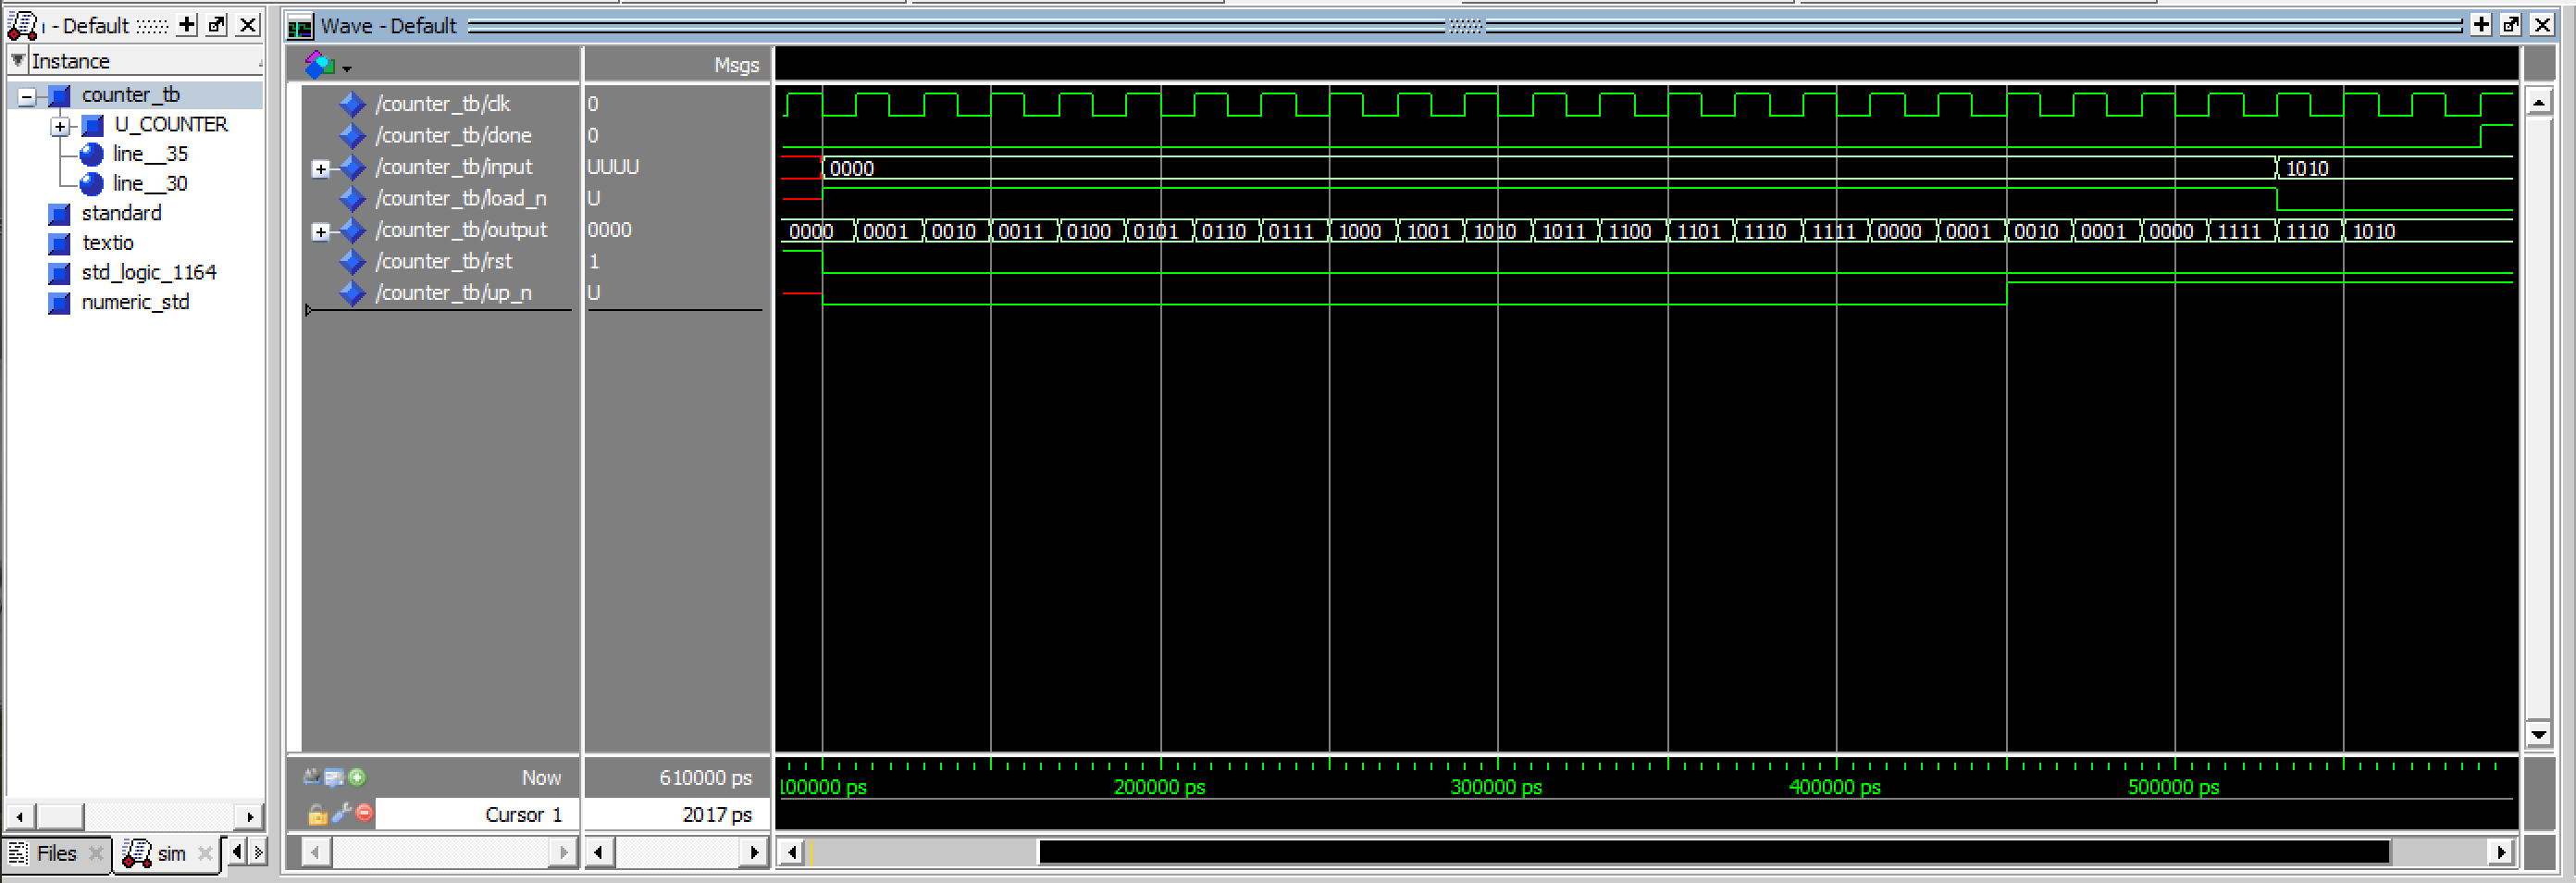 - Default
Wave - Default
Instance
Msgs
counter_tb
U_COUNTER
line__35
line__30
standard
textio
std_logic_1164
numeric_std
/counter_tb/clk 0
/counter_tb/done 0
/counter_tb/input UUUU 0000 1010
/counter_tb/load_n U
/counter_tb/output 0000 0000 0001 0010 0011 0100 0101 0110 0111 1000 1001 1010 1011 1100 1101 1110 1111 0000 0001 0010 0001 0000 1111 1110 1010
/counter_tb/rst 1
/counter_tb/up_n U
Now 610000 ps
100000 ps 200000 ps 300000 ps 400000 ps 500000 ps
Cursor 1 2017 ps
Files sim